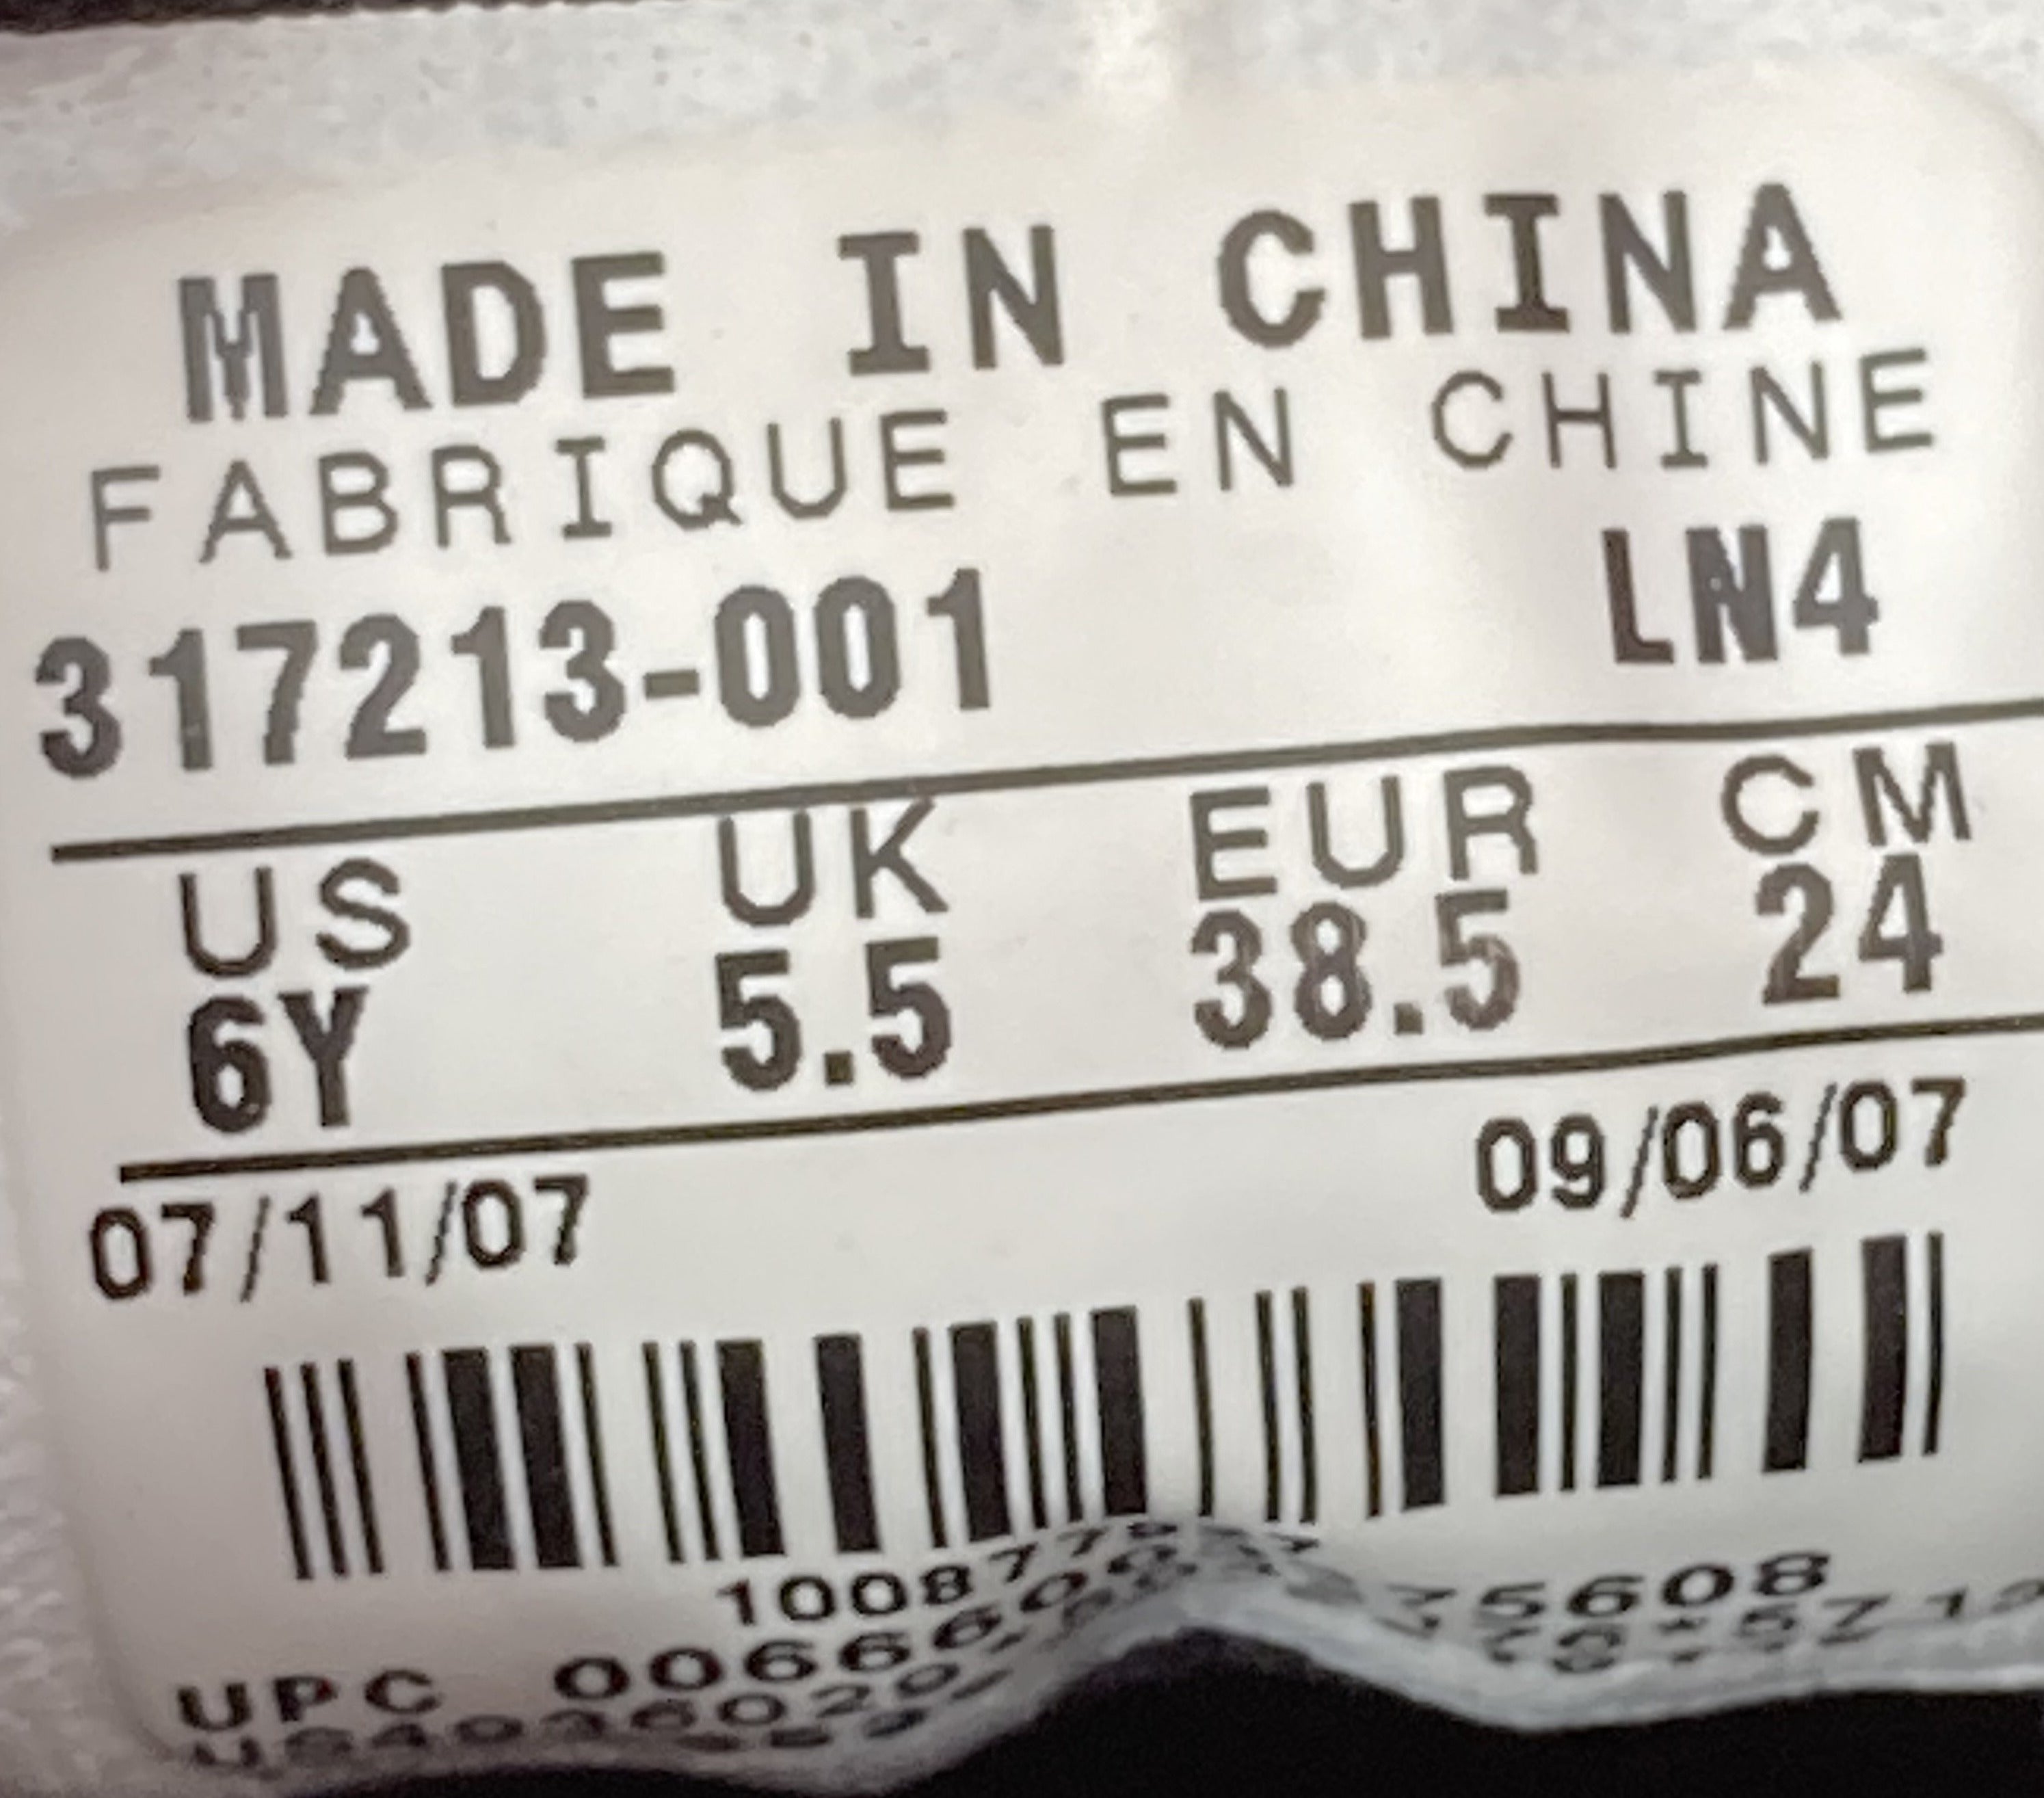 MADE IN CHINA
FABRIQUE EN CHINE
317213-001 LN4
US UK EUR CM
6Y 5.5 38.5 24
07/11/07 09/06/07
UPC